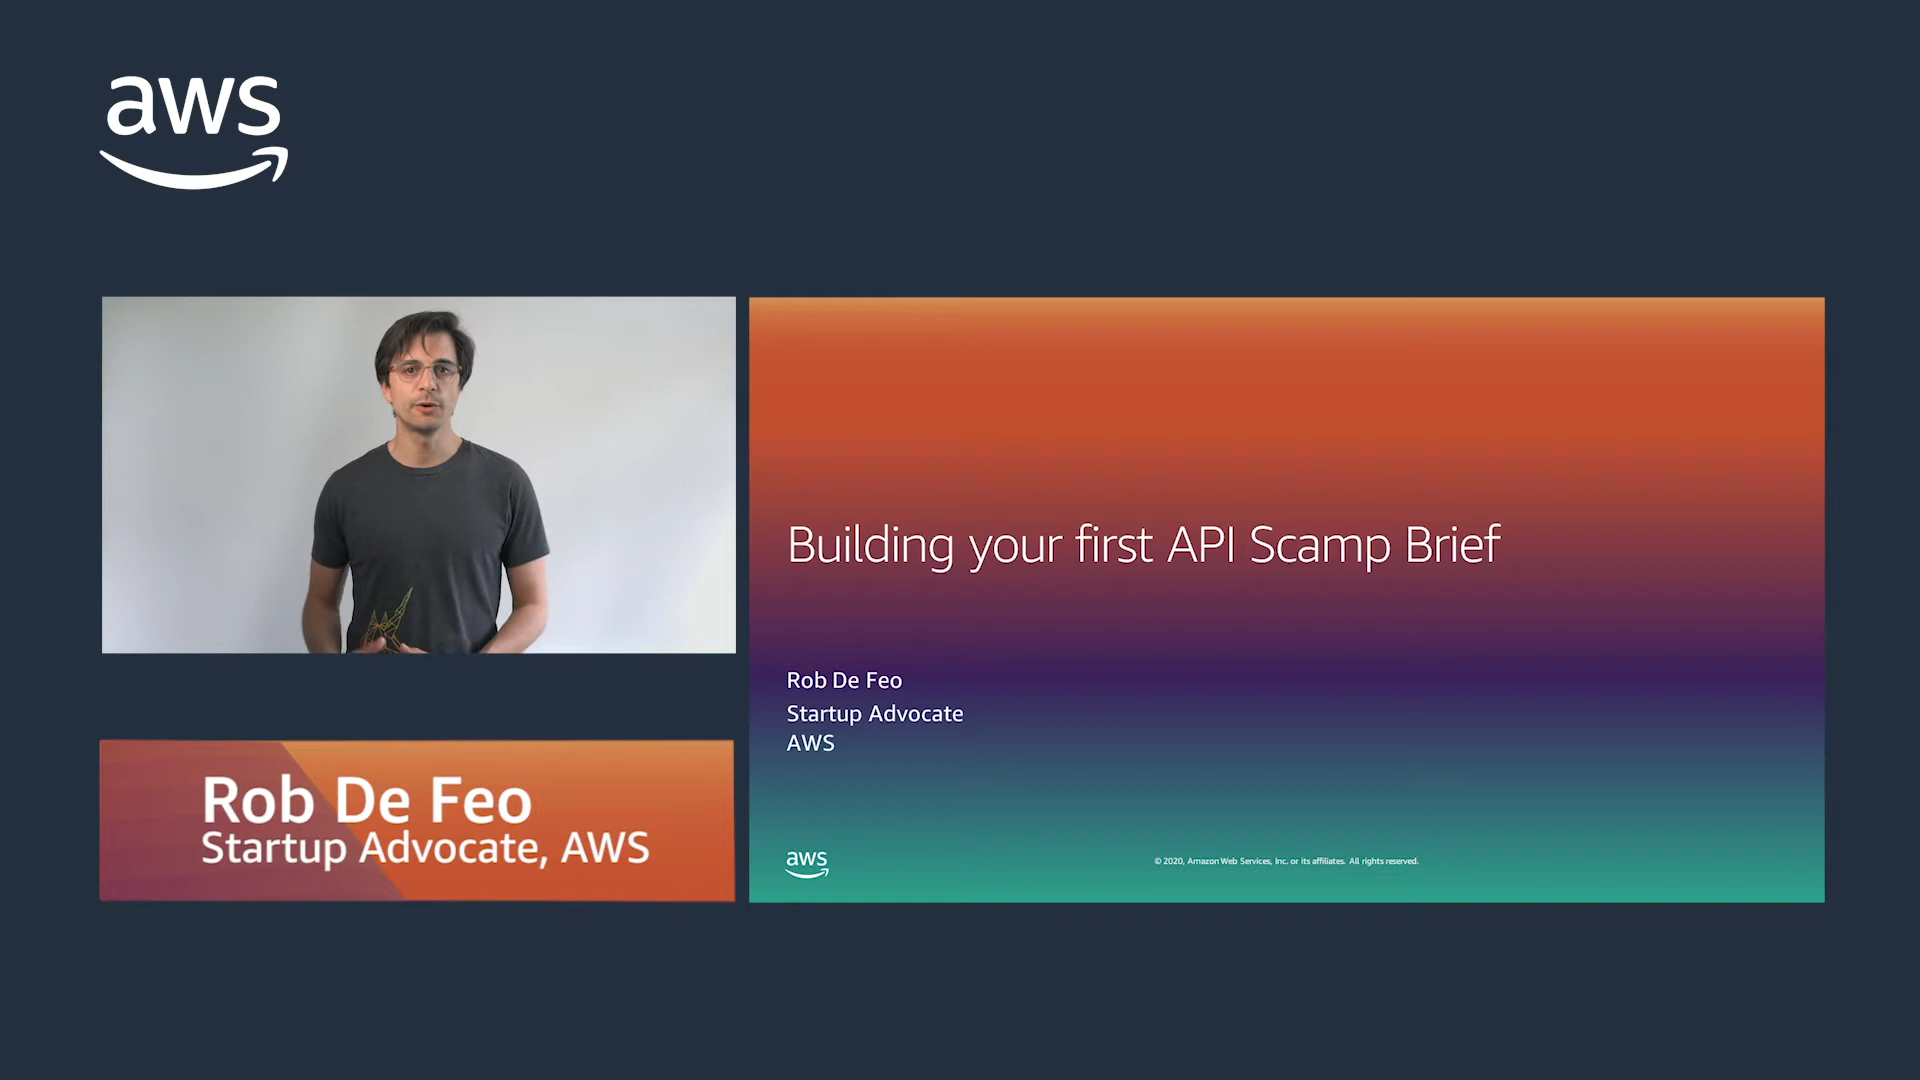 aws
Building your first API Scamp Brief
Rob De Feo
Startup Advocate
AWS
Rob De Feo
Startup Advocate, AWS
aws
© 2020, Amazon Web Services, Inc. or its affiliates. All rights reserved.